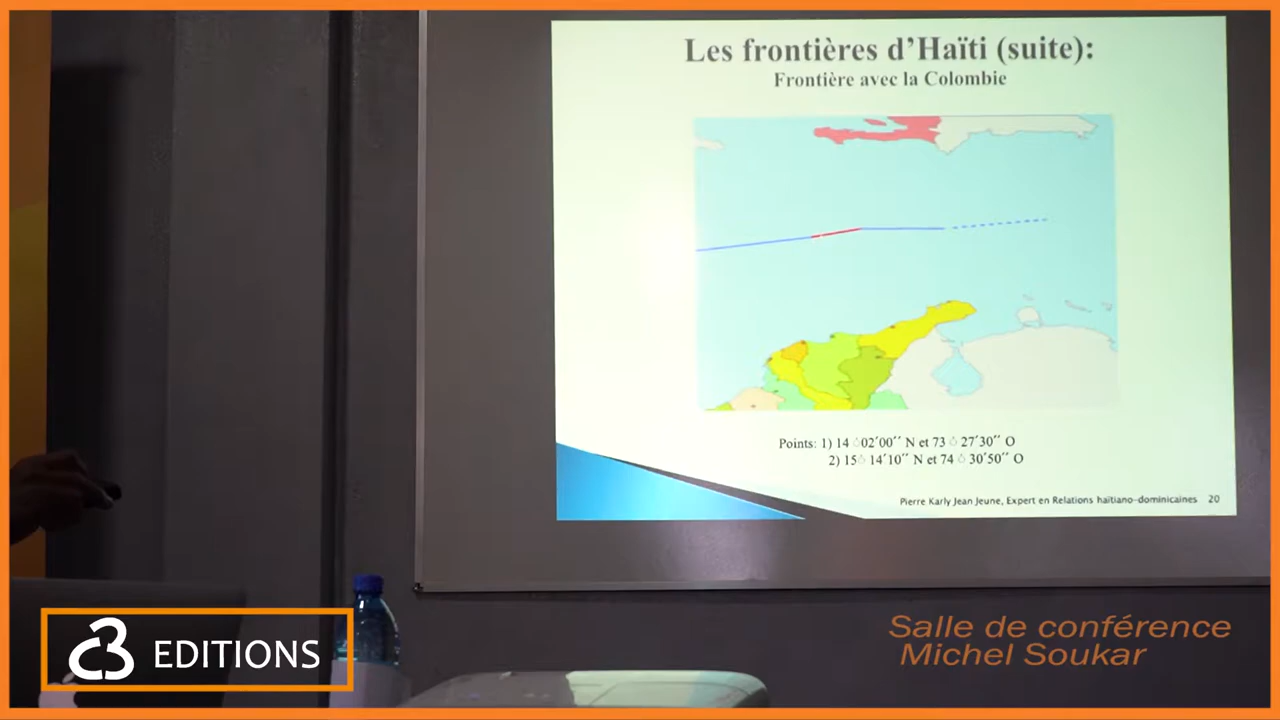 Les frontières d’Haïti (suite):
Frontière avec la Colombie
Points: 1) 14 ⃘02′00′′ N et 73 ⃘ 27′30′′ O
2) 15 ⃘ 14′10′′ N et 74 ⃘ 30′50′′ O
Pierre Karly Jean Jeune, Expert en Relations haïtiano-dominicaines 20
C3 EDITIONS
Salle de conférence
Michel Soukar